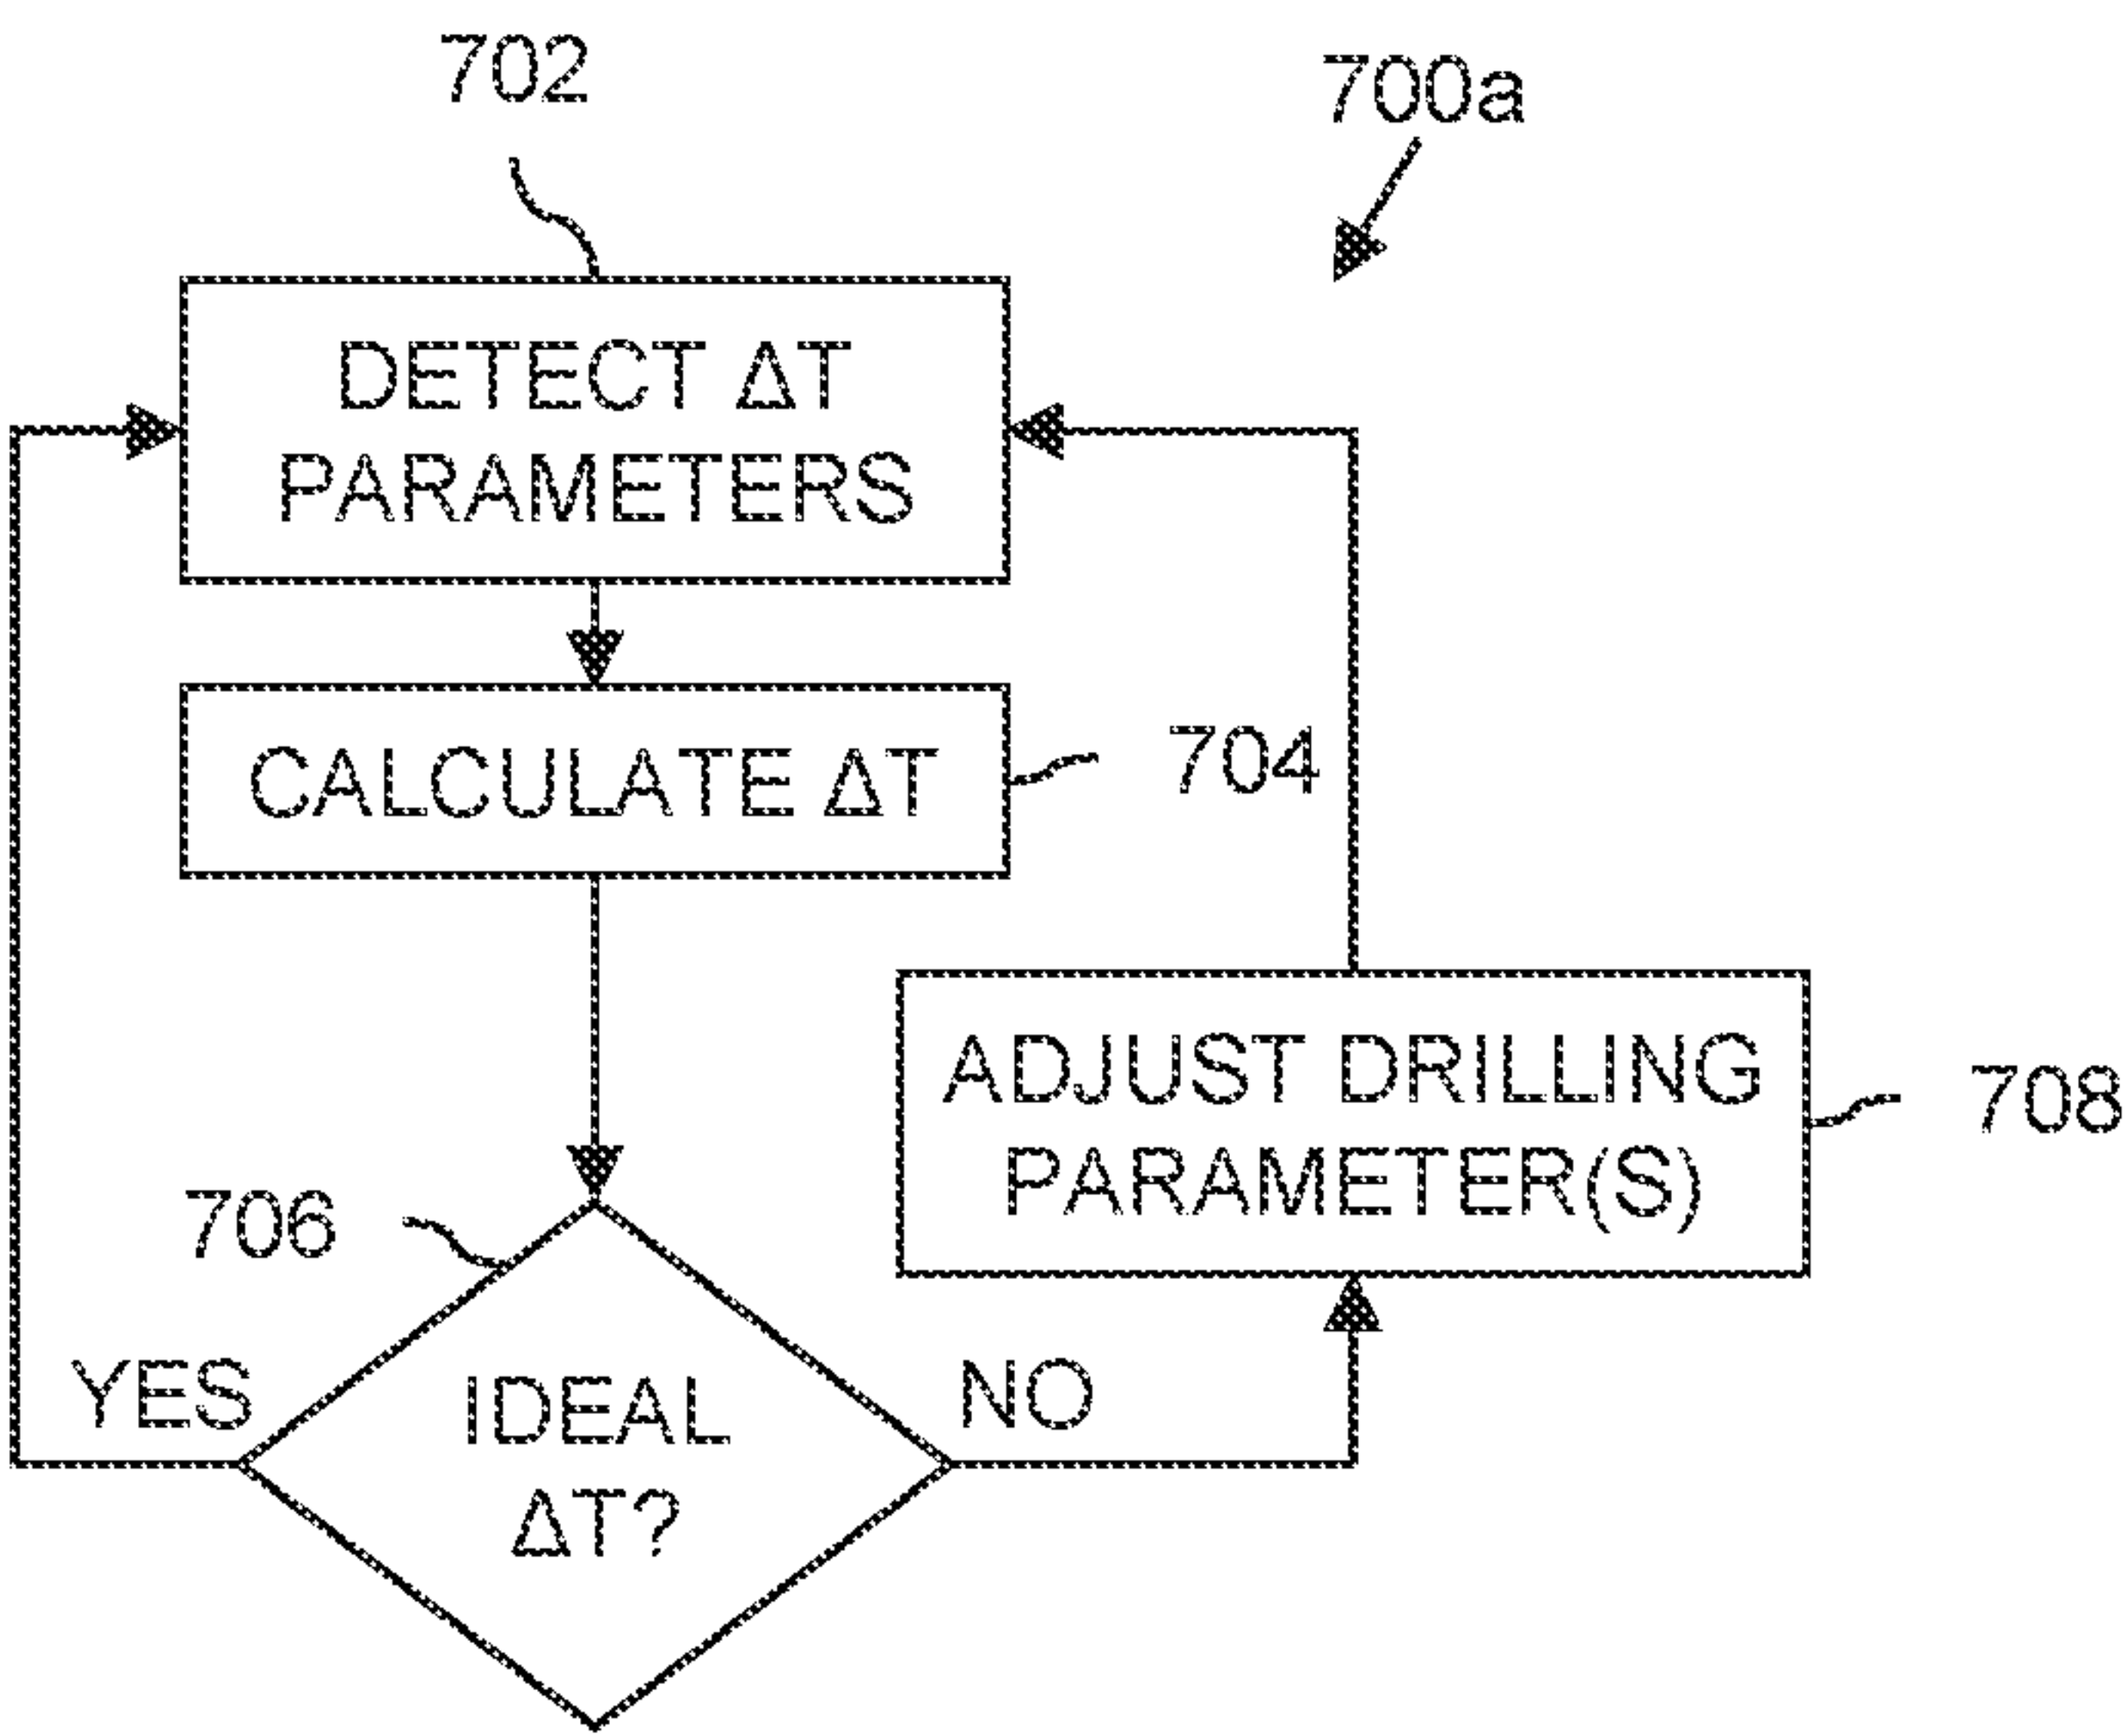 702
700a
DETECT ΔT
PARAMETERS
CALCULATE ΔT
704
ADJUST DRILLING
PARAMETER(S)
708
706
YES
IDEAL
ΔT?
NO